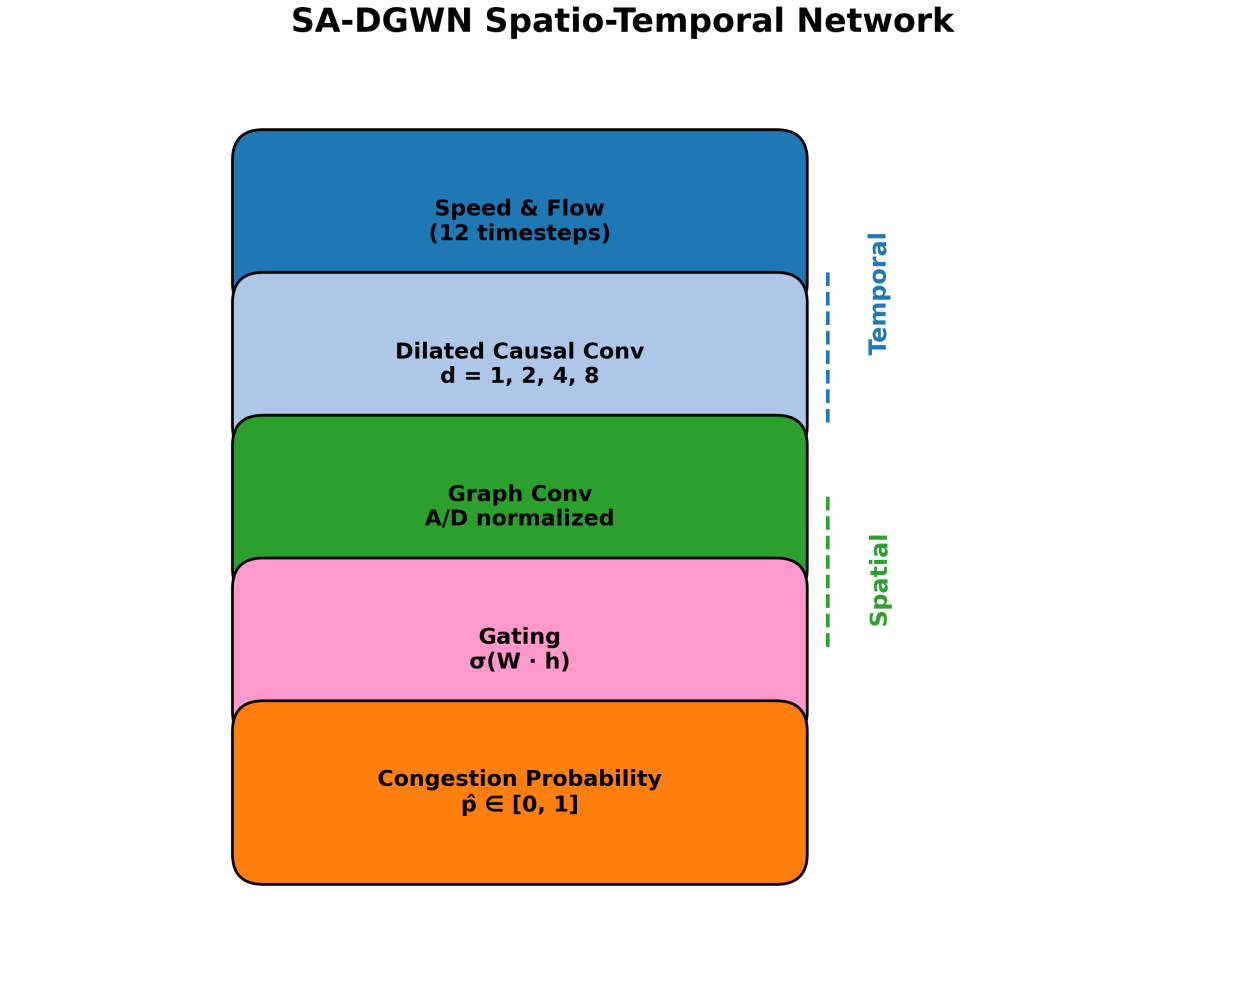 SA-DGWN Spatio-Temporal Network
Speed & Flow
(12 timesteps)
Temporal
Dilated Causal Conv
d = 1, 2, 4, 8
Graph Conv
A/D normalized
Spatial
Gating
σ(W · h)
Congestion Probability
p̂ ∈ [0, 1]